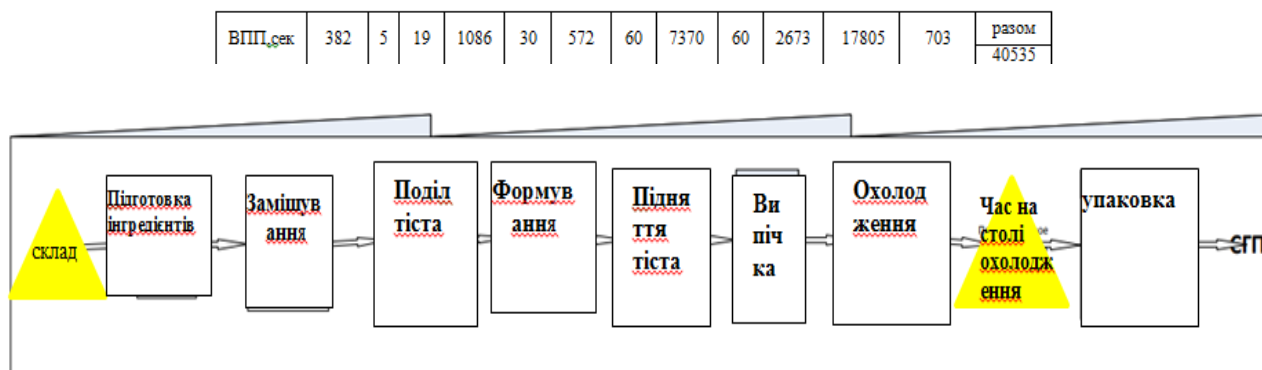 ВПП,сек 382 5 19 1086 30 572 60 7370 60 2673 17805 703 разом
40535
склад
Підготовка
інгредієнтів
Замішув
ання
Поділ
тіста
Формув
ання
Підня
ття
тіста
Ви
піч
ка
Охолод
ження
Час на
столі
охолодж
ення
упаковка
СГП